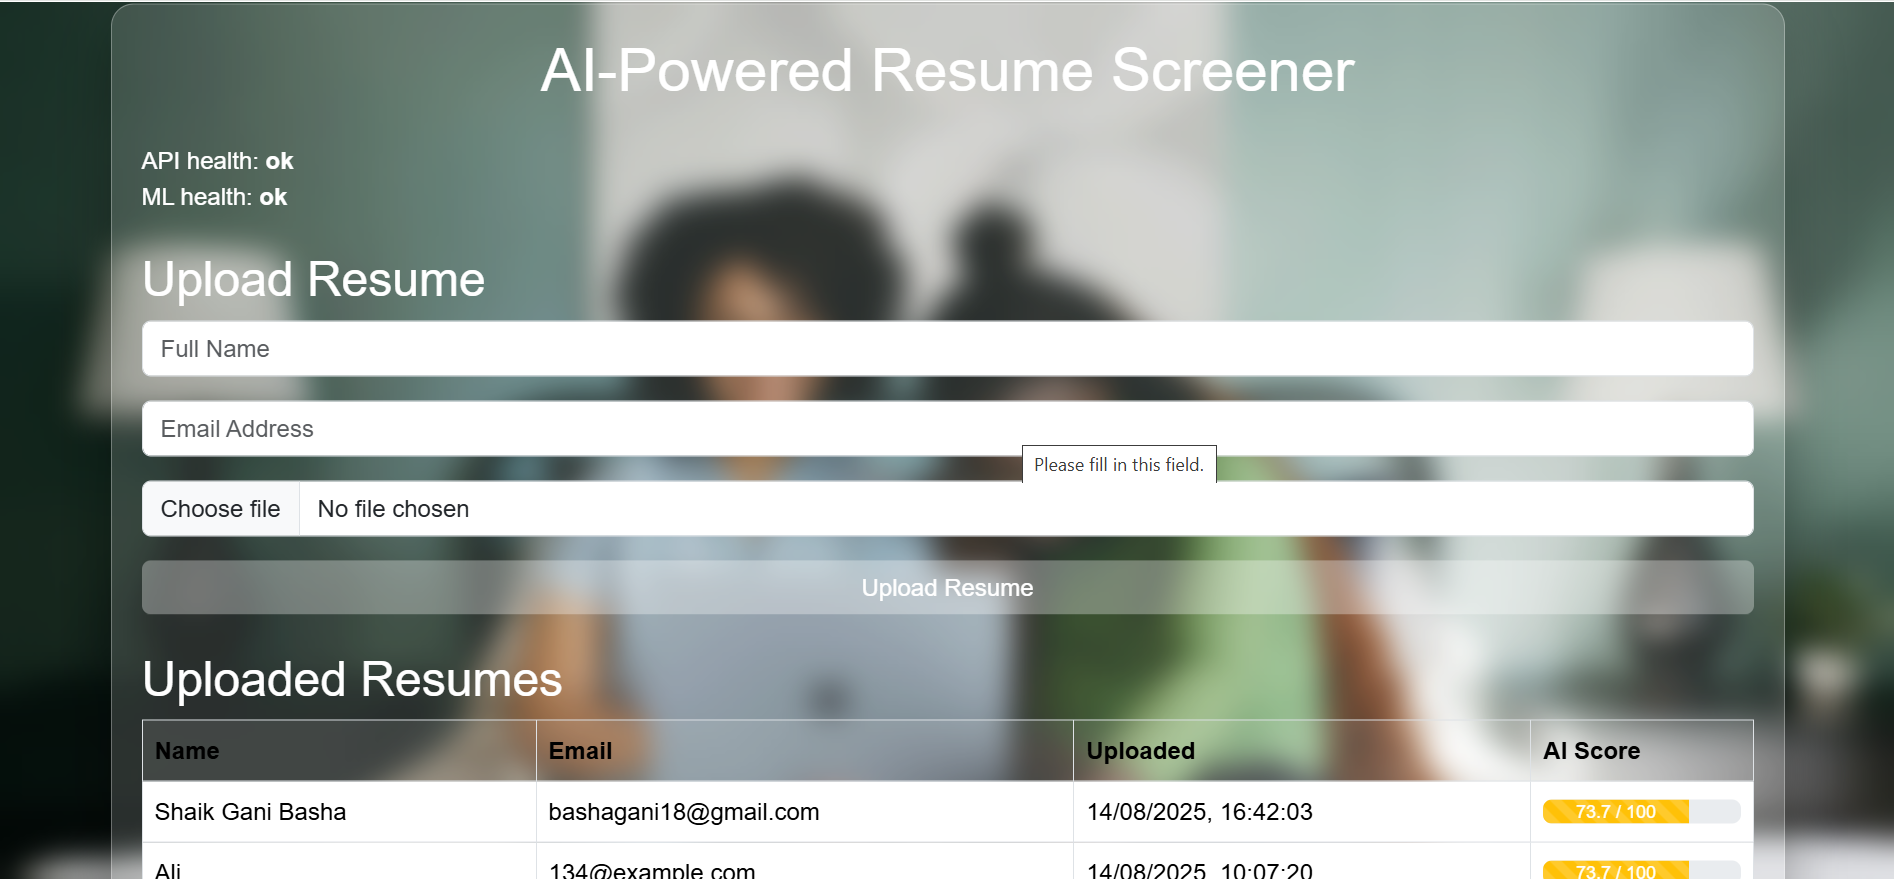 AI-Powered Resume Screener
API health: ok
ML health: ok
Upload Resume
Full Name
Email Address
Please fill in this field.
Choose file No file chosen
Upload Resume
Uploaded Resumes
Name Email Uploaded AI Score
Shaik Gani Basha bashagani18@gmail.com 14/08/2025, 16:42:03 73.7 / 100
Ali 134@example.com 14/08/2025, 10:07:20 73.7 / 100